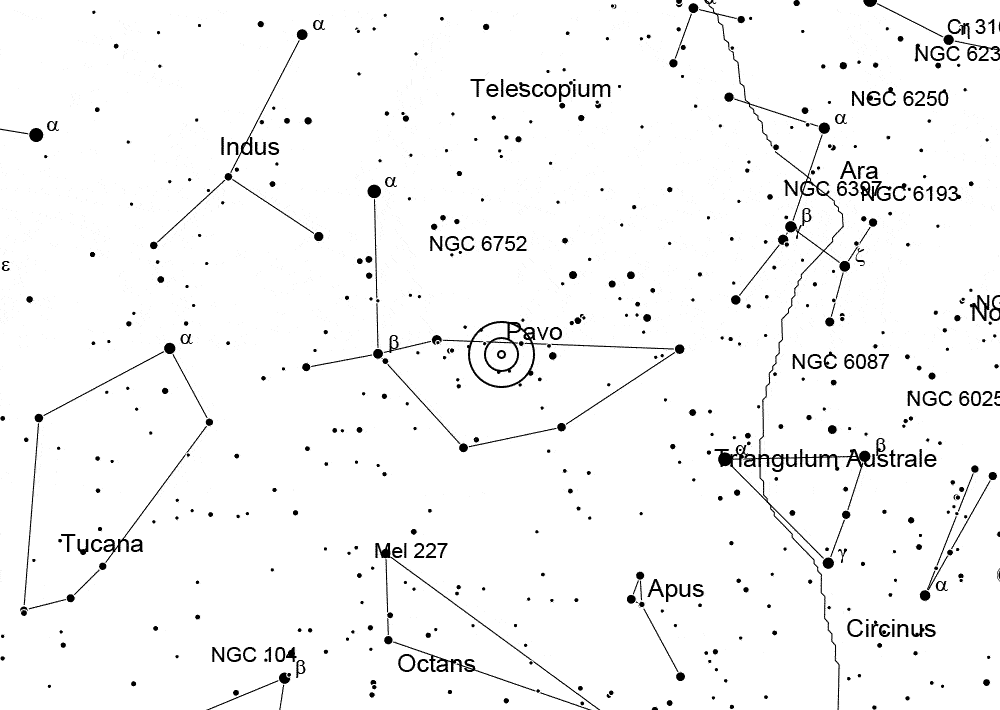 α
α
Cr 31
η
NGC 623
Telescopium
NGC 6250
α
α
Indus
Ara
α
NGC 6397
NGC 6193
β
γ
NGC 6752
ζ
ε
Pavo
α
β
NGC 6087
NGC 6025
α
β
Triangulum Australe
Tucana
Mel 227
γ
Apus
α
Circinus
NGC 104
β
Octans